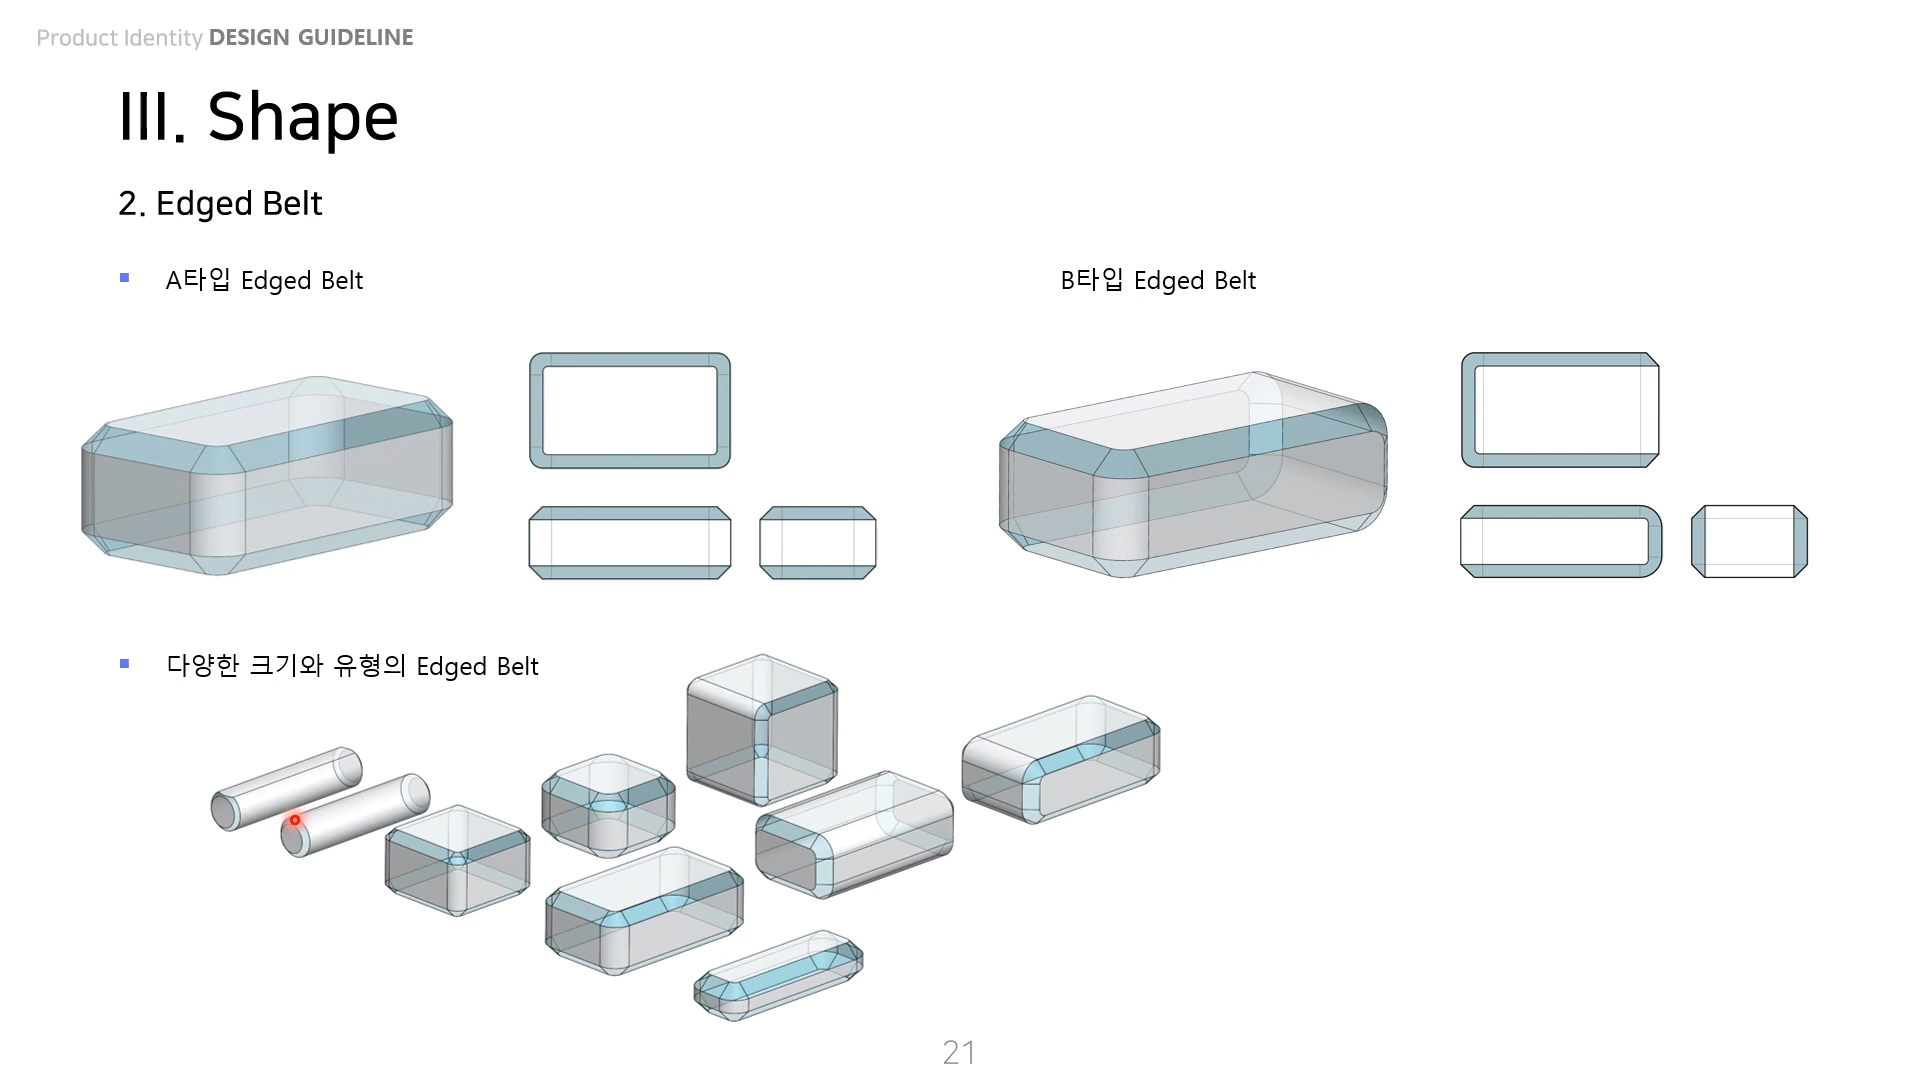 Product Identity DESIGN GUIDELINE
III. Shape
2. Edged Belt
A타입 Edged Belt
B타입 Edged Belt
다양한 크기와 유형의 Edged Belt
21